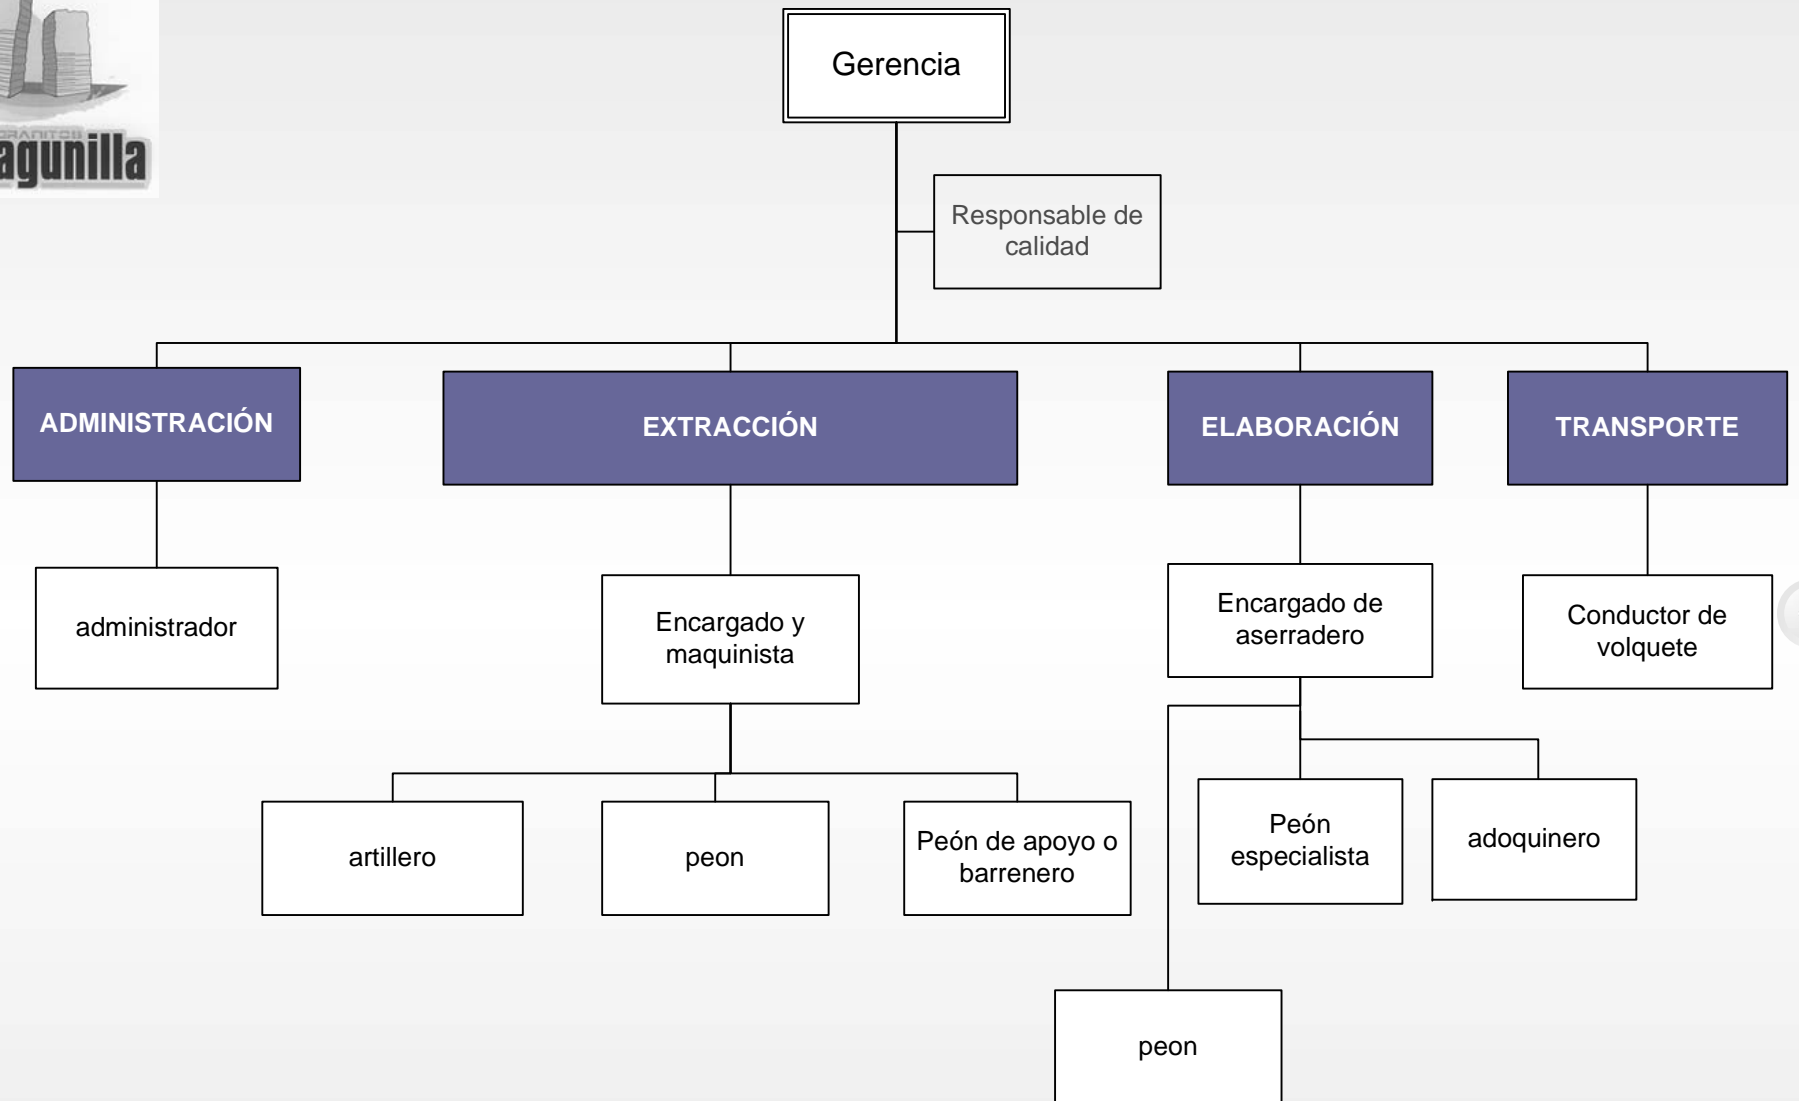 GRANITOS
agunilla
Gerencia
Responsable de
calidad
ADMINISTRACIÓN
EXTRACCIÓN
ELABORACIÓN
TRANSPORTE
administrador
Encargado y
maquinista
Encargado de
aserradero
Conductor de
volquete
artillero
peon
Peón de apoyo o
barrenero
Peón
especialista
adoquinero
peon